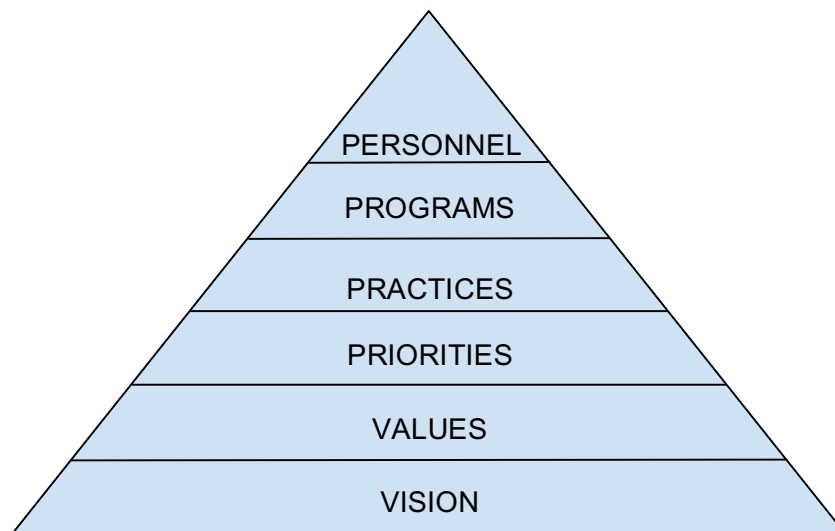 PERSONNEL
PROGRAMS
PRACTICES
PRIORITIES
VALUES
VISION